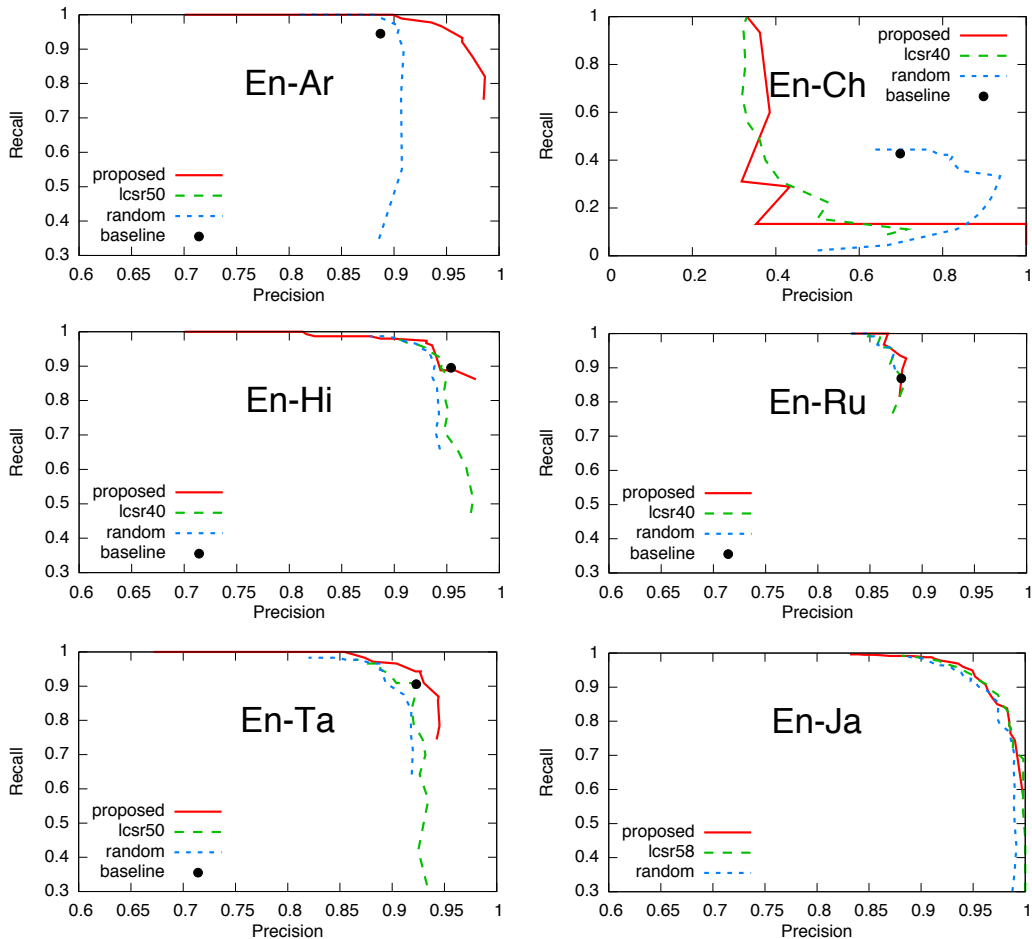 1
0.9
0.8
0.7
0.6
0.5
0.4
0.3
Recall
En-Ar
proposed
lcsr50
random
baseline
0.6 0.65 0.7 0.75 0.8 0.85 0.9 0.95 1
Precision
1
0.8
0.6
0.4
0.2
0
Recall
En-Ch
proposed
lcsr40
random
baseline
0 0.2 0.4 0.6 0.8 1
Precision
1
0.9
0.8
0.7
0.6
0.5
0.4
0.3
Recall
En-Hi
proposed
lcsr40
random
baseline
0.6 0.65 0.7 0.75 0.8 0.85 0.9 0.95 1
Precision
1
0.9
0.8
0.7
0.6
0.5
0.4
0.3
Recall
En-Ru
proposed
lcsr40
random
baseline
0.6 0.65 0.7 0.75 0.8 0.85 0.9 0.95 1
Precision
1
0.9
0.8
0.7
0.6
0.5
0.4
0.3
Recall
En-Ta
proposed
lcsr50
random
baseline
0.6 0.65 0.7 0.75 0.8 0.85 0.9 0.95 1
Precision
1
0.9
0.8
0.7
0.6
0.5
0.4
0.3
Recall
En-Ja
proposed
lcsr58
random
0.6 0.65 0.7 0.75 0.8 0.85 0.9 0.95 1
Precision